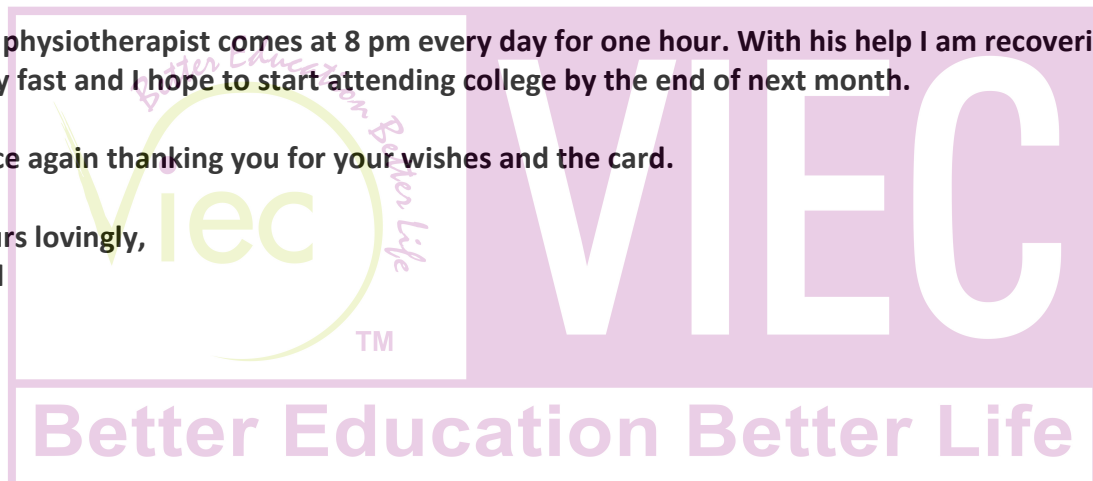 physiotherapist comes at 8 pm every day for one hour. With his help I am recoveri
y fast and I hope to start attending college by the end of next month.
ce again thanking you for your wishes and the card.
rs lovingly,
Better Education Better Life
Viec
TM
VIEC
Better Education Better Life